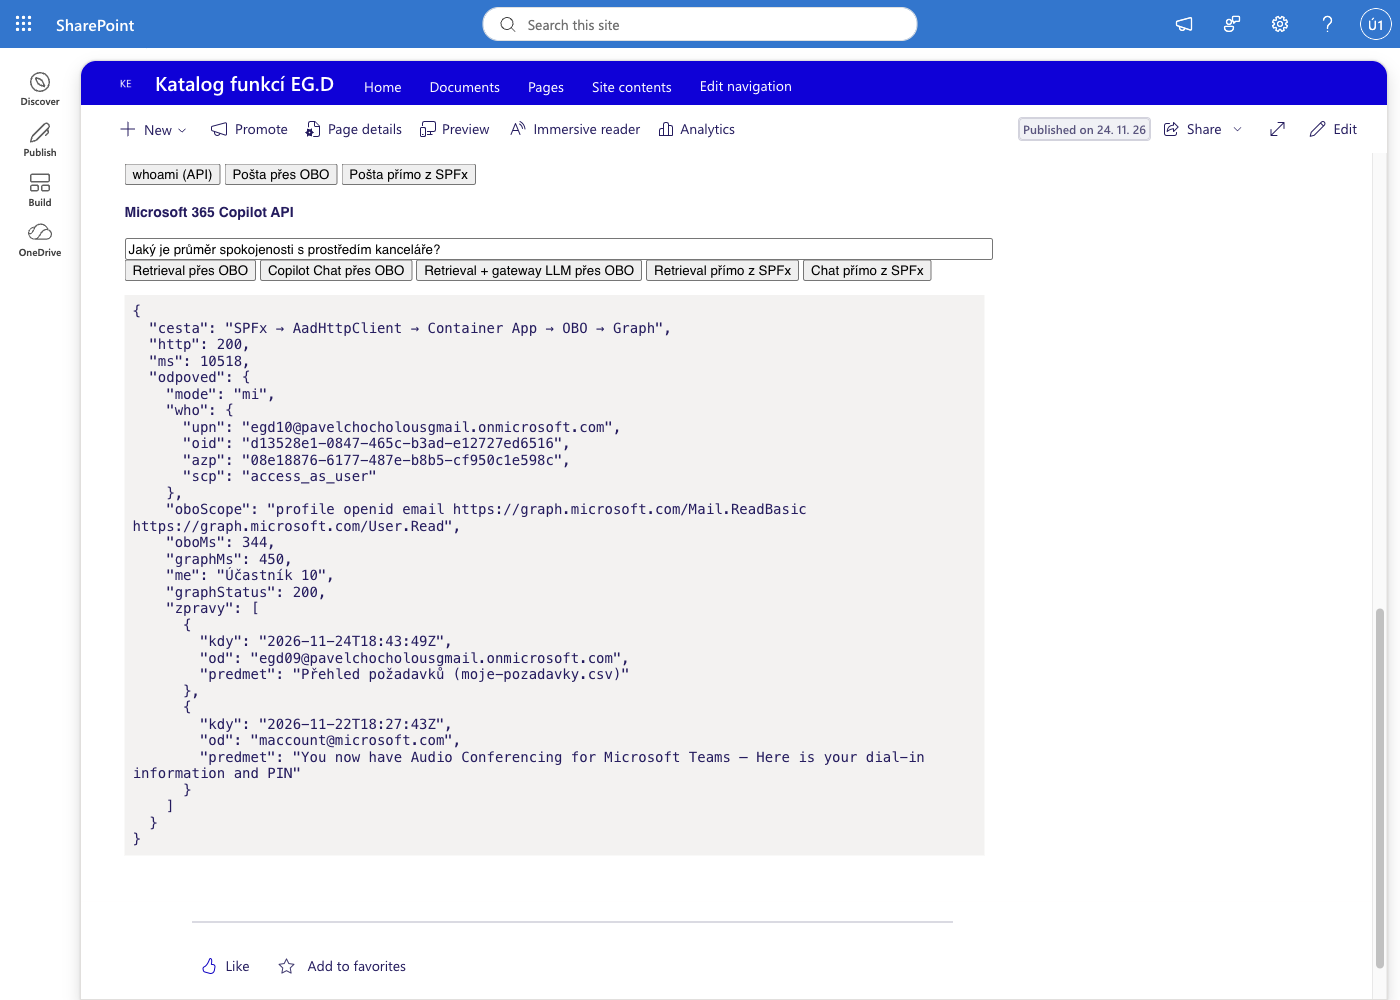 SharePoint
Search this site
Ú1
Discover
Publish
Build
OneDrive
KE
Katalog funkcí EG.D
Home
Documents
Pages
Site contents
Edit navigation
New
Promote
Page details
Preview
Immersive reader
Analytics
Published on 24. 11. 26
Share
Edit
whoami (API)
Pošta přes OBO
Pošta přímo z SPFx
Microsoft 365 Copilot API
Jaký je průměr spokojenosti s prostředím kanceláře?
Retrieval přes OBO
Copilot Chat přes OBO
Retrieval + gateway LLM přes OBO
Retrieval přímo z SPFx
Chat přímo z SPFx
{
  "cesta": "SPFx → AadHttpClient → Container App → OBO → Graph",
  "http": 200,
  "ms": 10518,
  "odpoved": {
    "mode": "mi",
    "who": {
      "upn": "egd10@pavelchocholousgmail.onmicrosoft.com",
      "oid": "d13528e1-0847-465c-b3ad-e12727ed6516",
      "azp": "08e18876-6177-487e-b8b5-cf950c1e598c",
      "scp": "access_as_user"
    },
    "oboScope": "profile openid email https://graph.microsoft.com/Mail.ReadBasic
https://graph.microsoft.com/User.Read",
    "oboMs": 344,
    "graphMs": 450,
    "me": "Účastník 10",
    "graphStatus": 200,
    "zpravy": [
      {
        "kdy": "2026-11-24T18:43:49Z",
        "od": "egd09@pavelchocholousgmail.onmicrosoft.com",
        "predmet": "Přehled požadavků (moje-pozadavky.csv)"
      },
      {
        "kdy": "2026-11-22T18:27:43Z",
        "od": "maccount@microsoft.com",
        "predmet": "You now have Audio Conferencing for Microsoft Teams – Here is your dial-in
information and PIN"
      }
    ]
  }
}
Like
Add to favorites